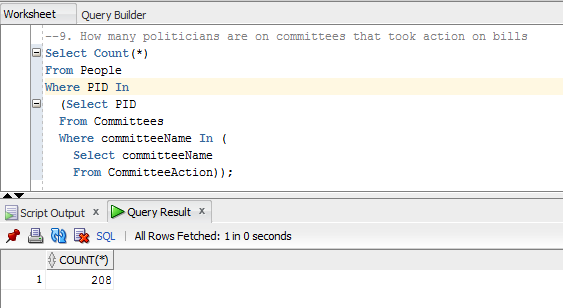 Worksheet Query Builder
--9. How many politicians are on committees that took action on bills
Select Count(*)
From People
Where PID In
(Select PID
From Committees
Where committeeName In (
Select committeeName
From CommitteeAction));
Script Output x Query Result x
SQL | All Rows Fetched: 1 in 0 seconds
COUNT(*)
1 208